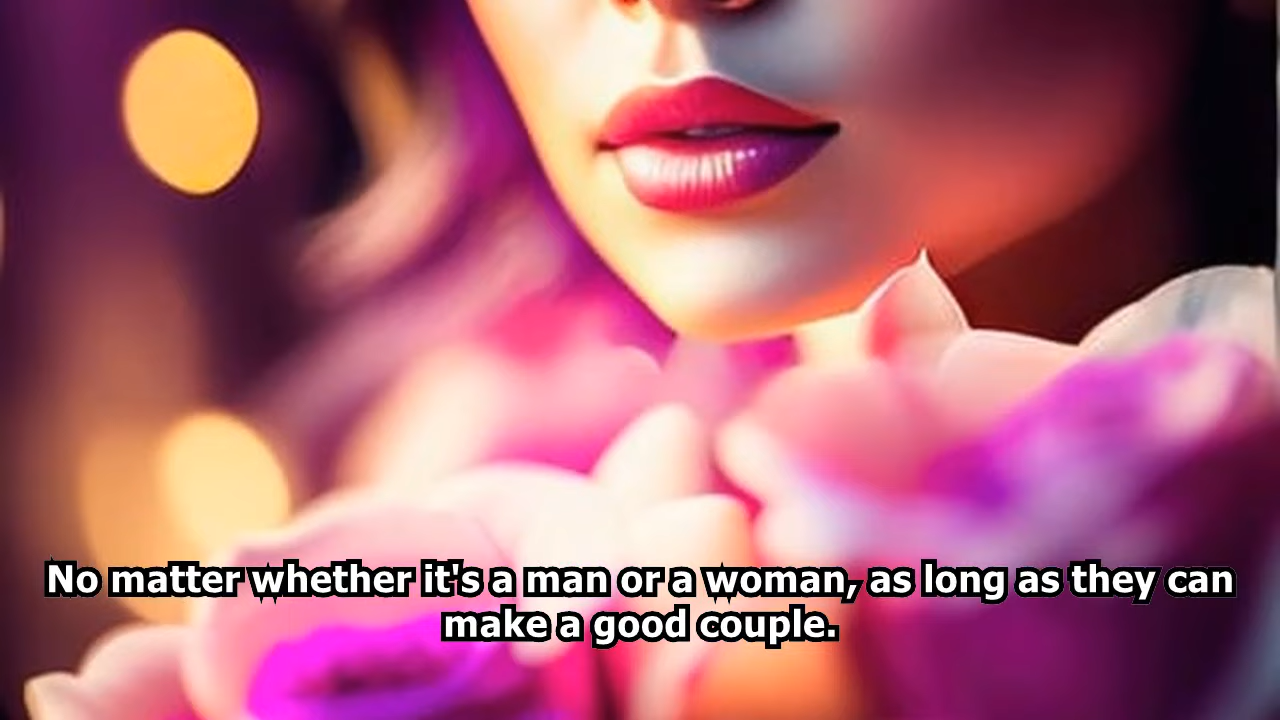 No matter whether it's a man or a woman, as long as they can
make a good couple.